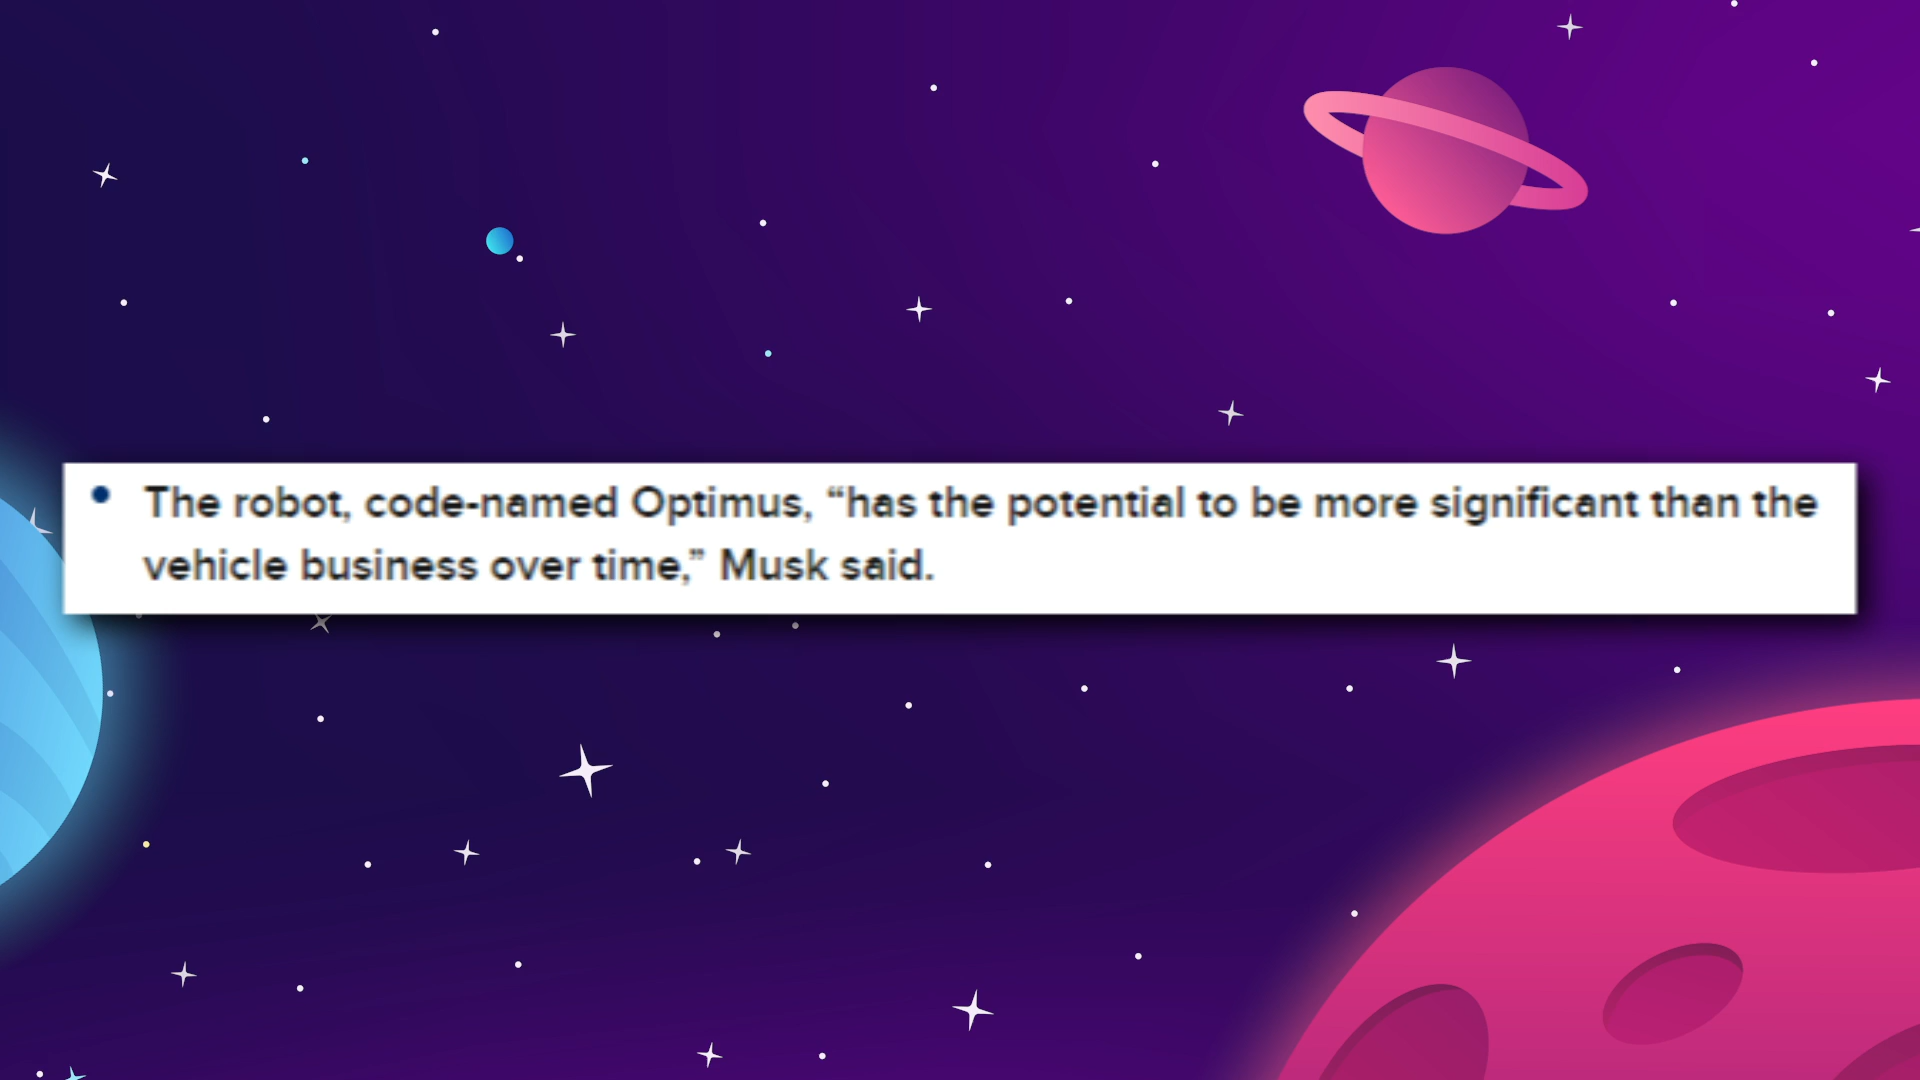 • The robot, code-named Optimus, “has the potential to be more significant than the
vehicle business over time,” Musk said.